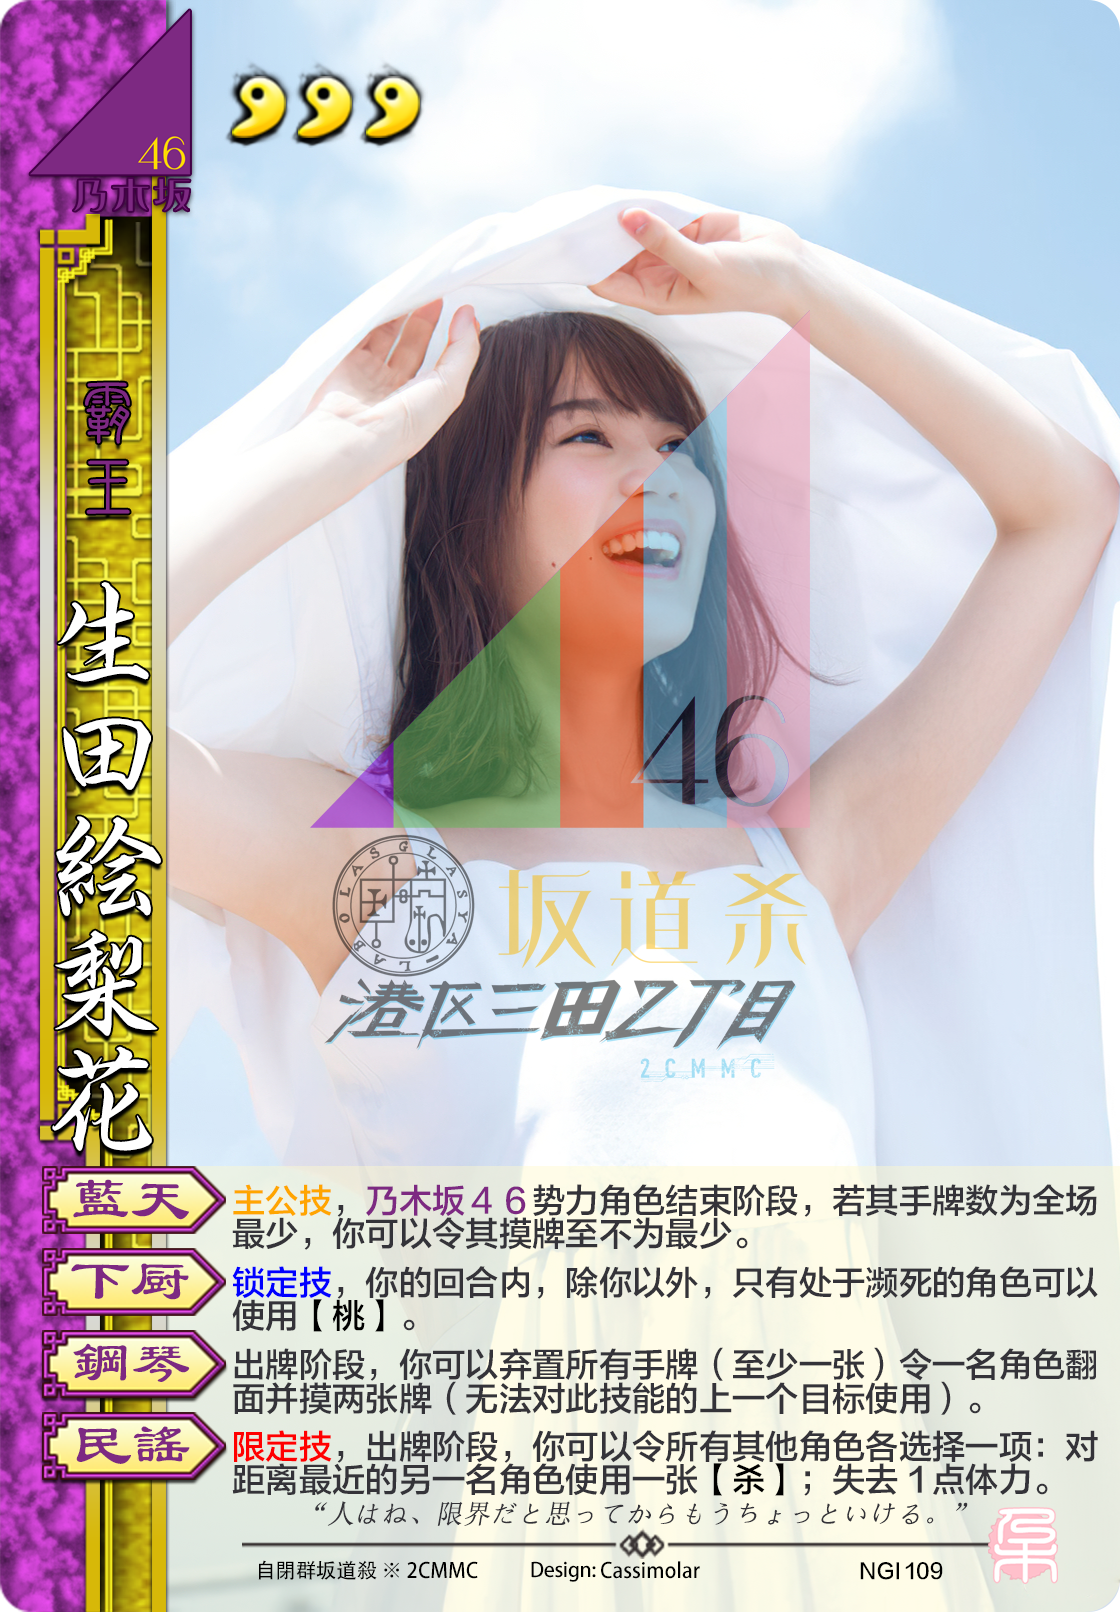 46
乃木坂
霸王
生田絵梨花
46
GLASYA-LABOLAS
坂道杀
港区三田乙丁目
2CMMC
藍天
主公技，乃木坂４６势力角色结束阶段，若其手牌数为全场
最少，你可以令其摸牌至不为最少。
下厨
锁定技，你的回合内，除你以外，只有处于濒死的角色可以
使用【桃】。
鋼琴
出牌阶段，你可以弃置所有手牌（至少一张）令一名角色翻
面并摸两张牌（无法对此技能的上一个目标使用）。
民謠
限定技，出牌阶段，你可以令所有其他角色各选择一项：对
距离最近的另一名角色使用一张【杀】；失去1点体力。
“人はね、限界だと思ってからもうちょっといける。”
自閉群坂道殺 ※ 2CMMC
Design: Cassimolar
NGI109